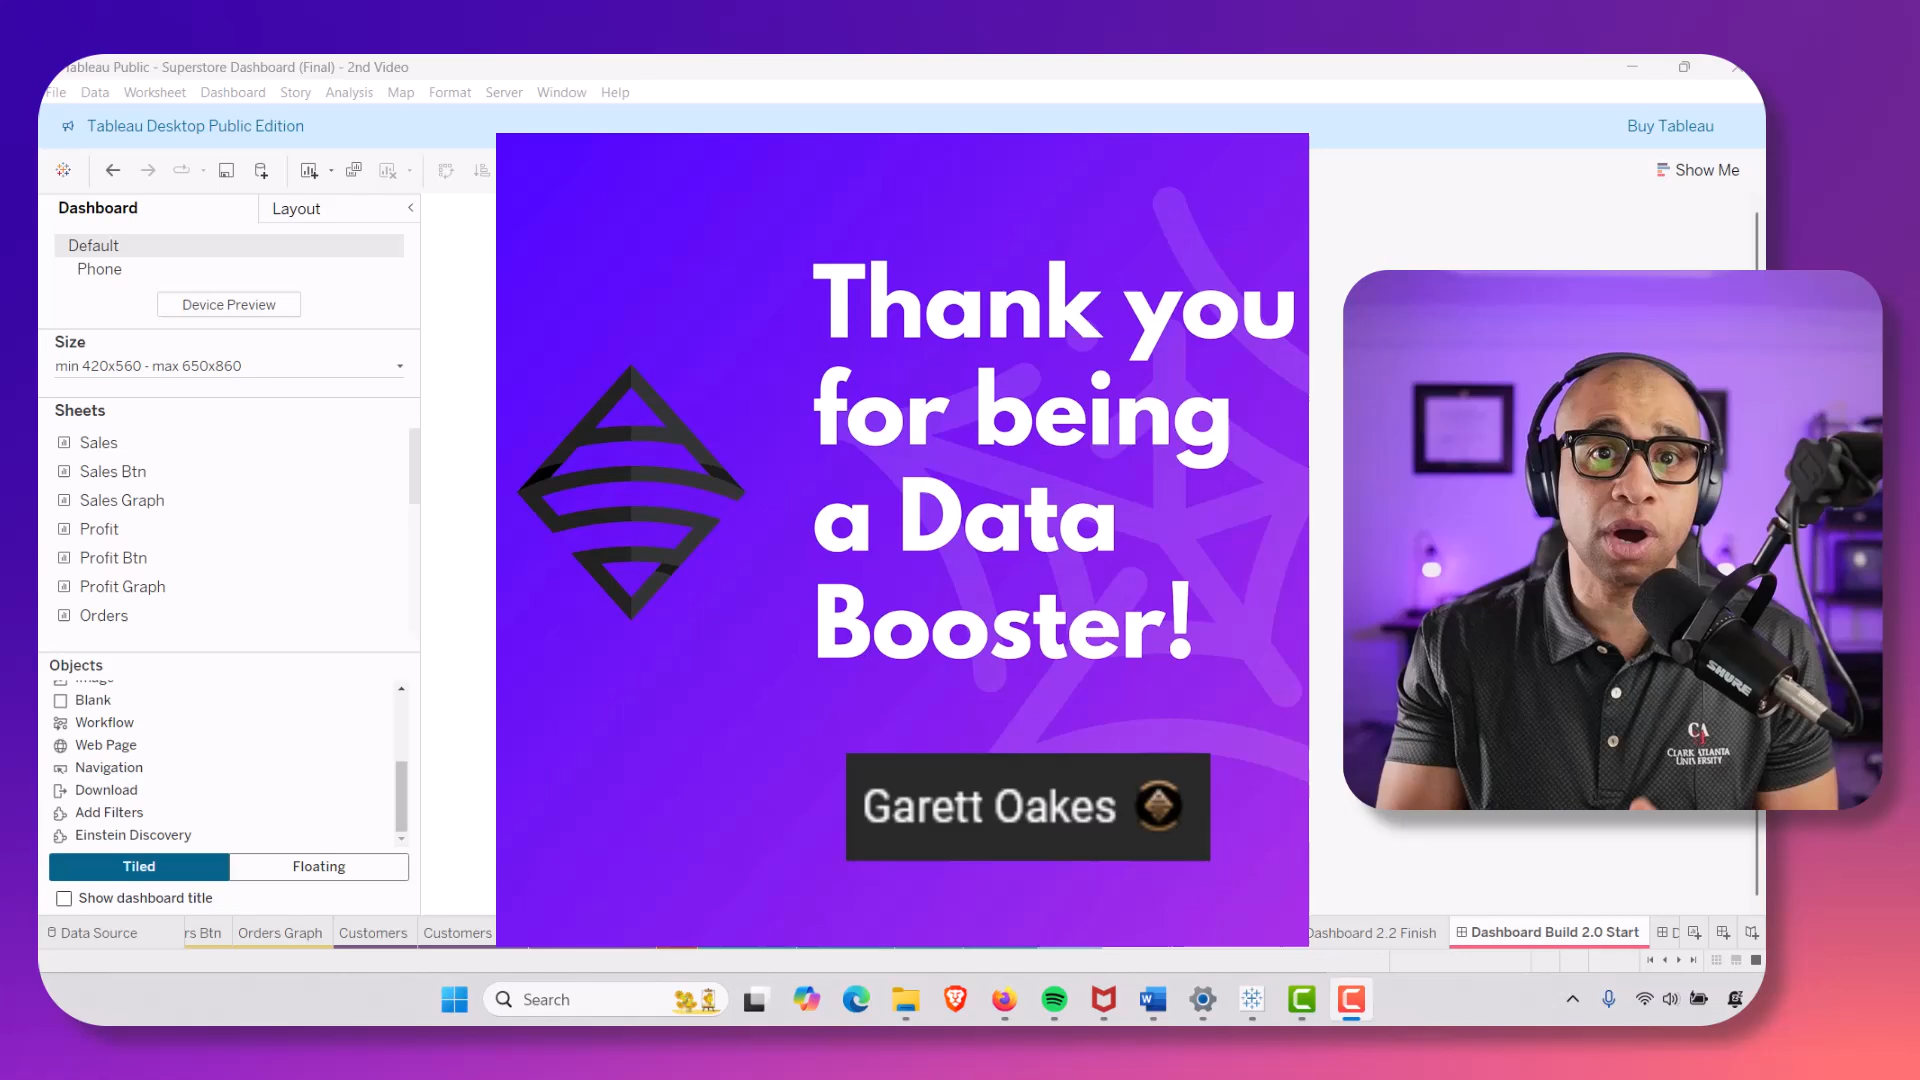 Tableau Public - Superstore Dashboard (Final) - 2nd Video
File Data Worksheet Dashboard Story Analysis Map Format Server Window Help
Tableau Desktop Public Edition
Buy Tableau
Show Me
Dashboard
Layout
Default
Phone
Device Preview
Size
min 420x560 - max 650x860
Sheets
Sales
Sales Btn
Sales Graph
Profit
Profit Btn
Profit Graph
Orders
Objects
Image
Blank
Workflow
Web Page
Navigation
Download
Add Filters
Einstein Discovery
Tiled
Floating
Show dashboard title
Thank you
for being
a Data
Booster!
Garett Oakes
SHURE
CLARK ATLANTA
UNIVERSITY
Data Source
rs Btn
Orders Graph
Customers
Customers
Dashboard 2.2 Finish
Dashboard Build 2.0 Start
D
Search